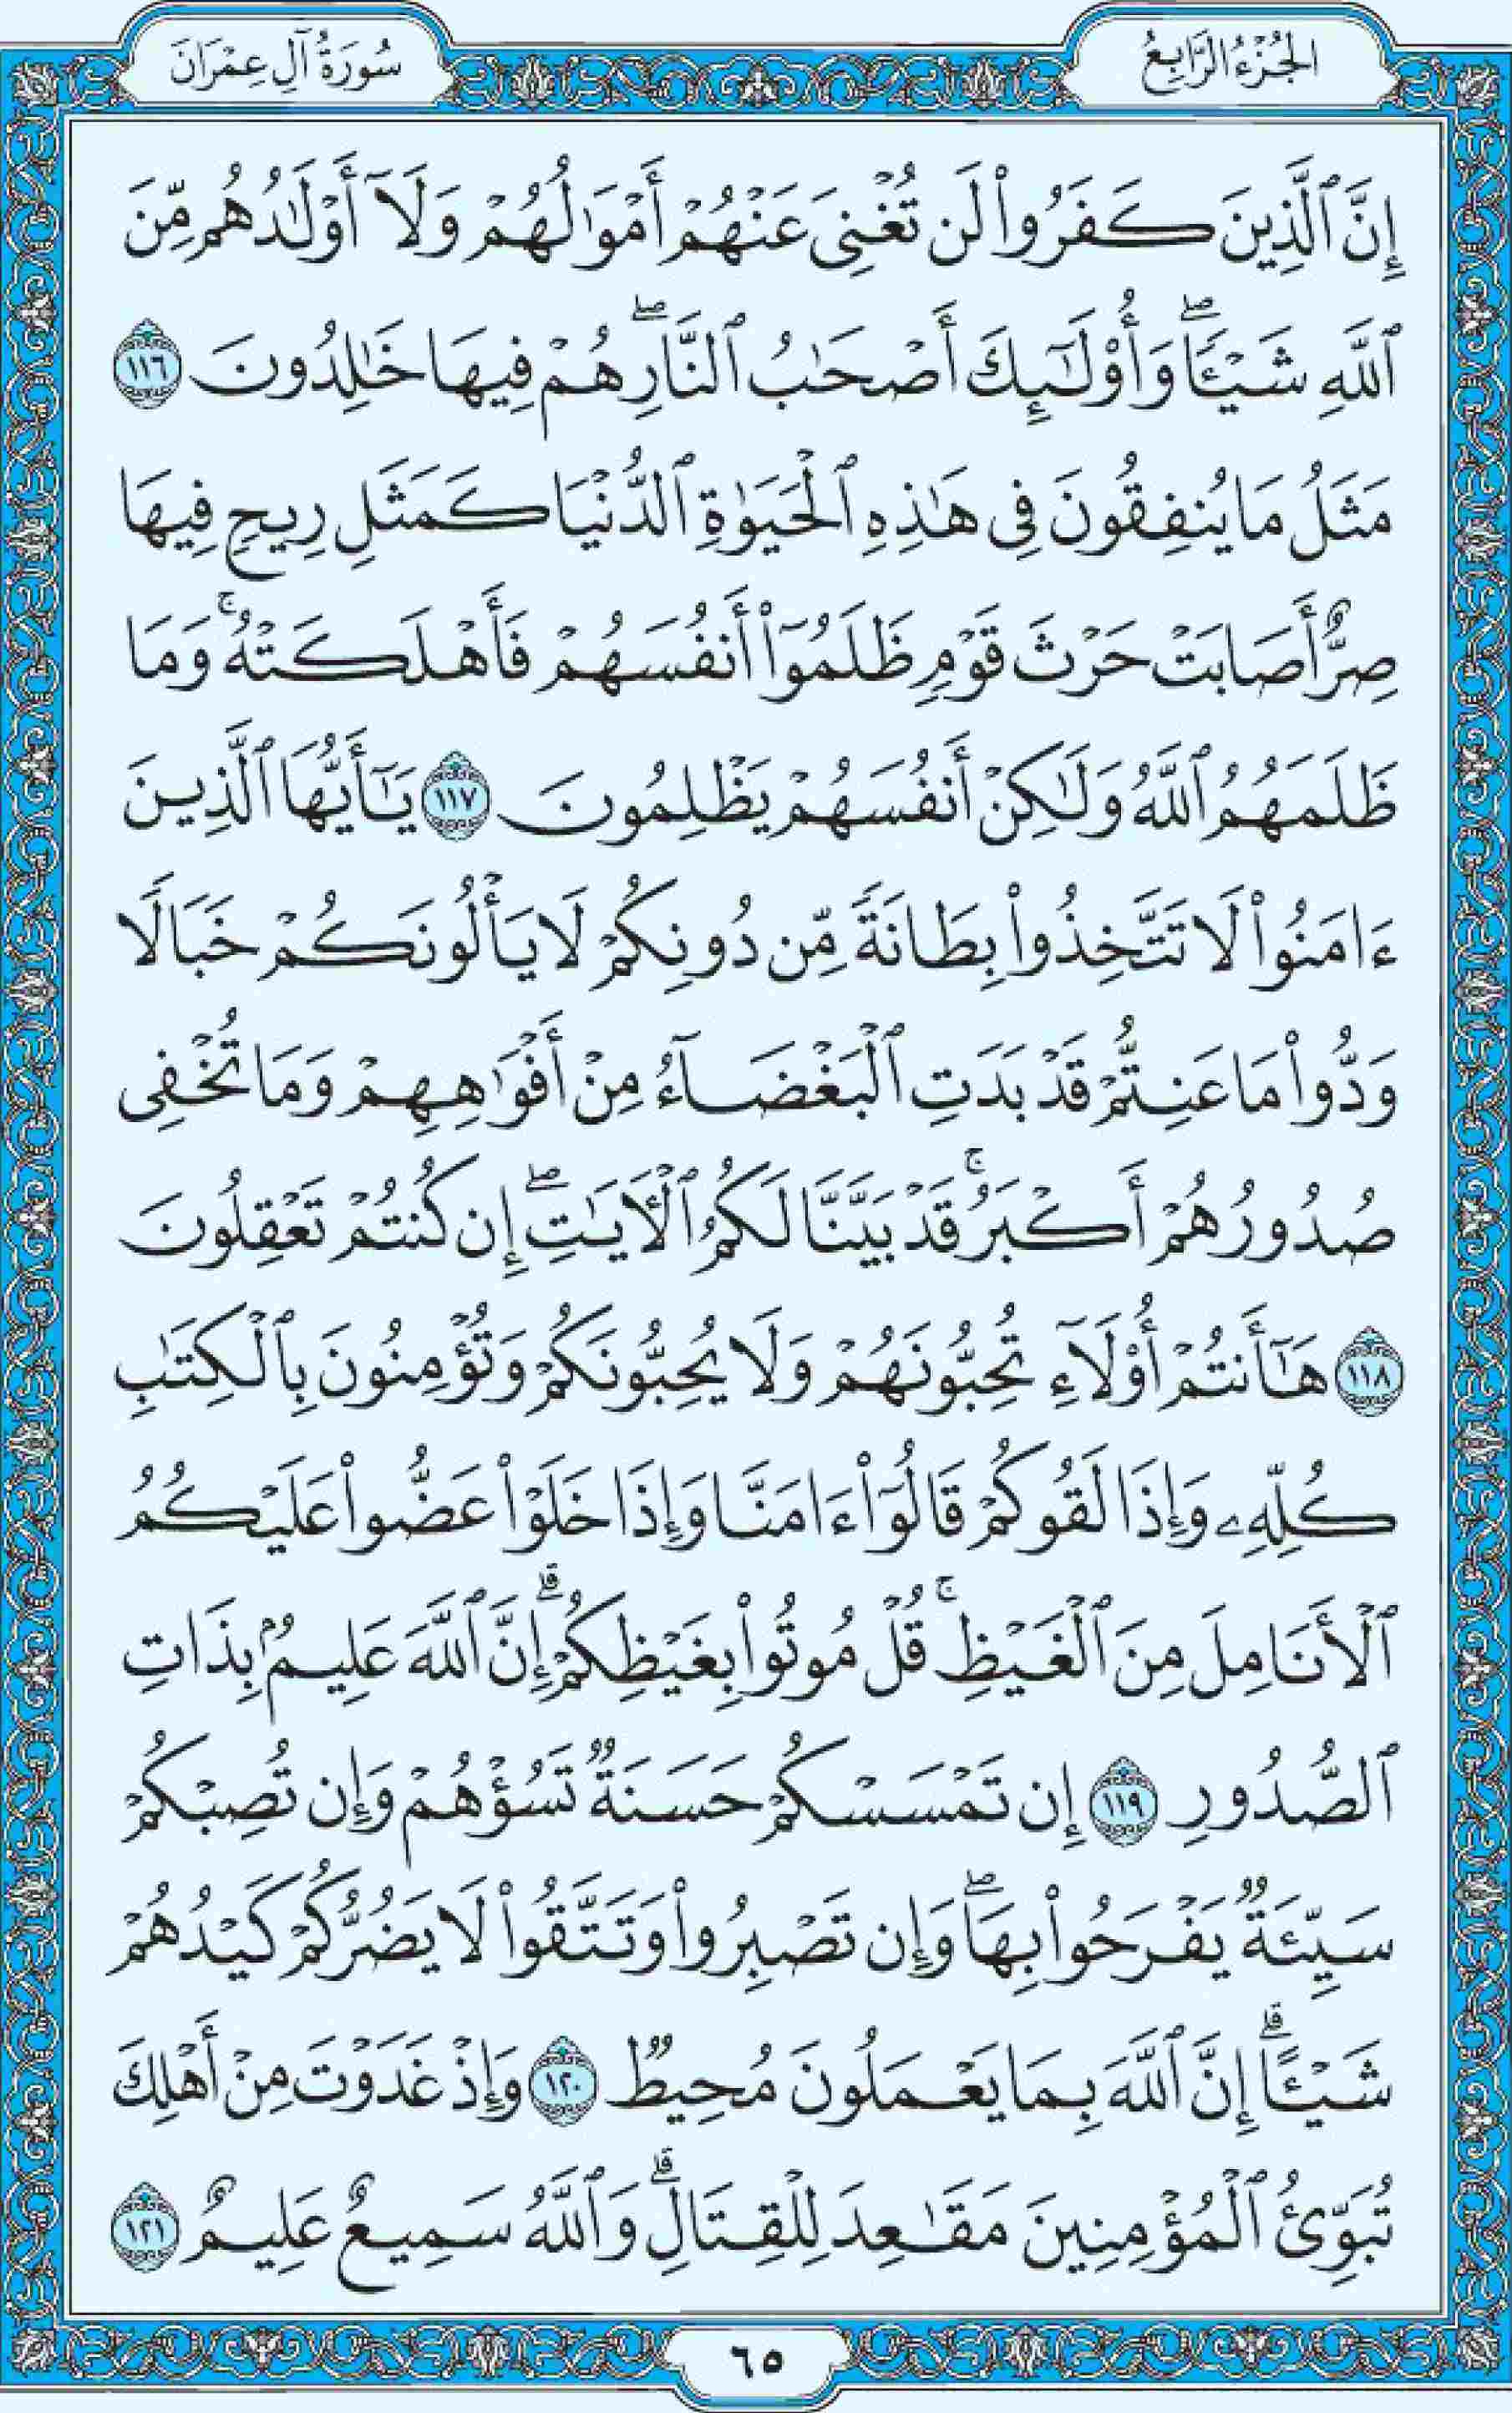 الجُزْءُ الرَّابِعُ
سُورَةُ آلِ عِمْرَانَ
إِنَّ ٱلَّذِينَ كَفَرُواْ لَن تُغْنِىَ عَنْهُمْ أَمْوَٰلُهُمْ وَلَآ أَوْلَـٰدُهُم مِّنَ
ٱللَّهِ شَيْـًٔاۖ وَأُوْلَـٰٓئِكَ أَصْحَـٰبُ ٱلنَّارِۖ هُمْ فِيهَا خَـٰلِدُونَ ١١٦
مَثَلُ مَا يُنفِقُونَ فِى هَـٰذِهِ ٱلْحَيَوٰةِ ٱلدُّنْيَا كَمَثَلِ رِيحٍ فِيهَا
صِرٌّ أَصَابَتْ حَرْثَ قَوْمٍ ظَلَمُوٓاْ أَنفُسَهُمْ فَأَهْلَكَتْهُۚ وَمَا
ظَلَمَهُمُ ٱللَّهُ وَلَـٰكِنْ أَنفُسَهُمْ يَظْلِمُونَ ١١٧ يَـٰٓأَيُّهَا ٱلَّذِينَ
ءَامَنُواْ لَا تَتَّخِذُواْ بِطَانَةً مِّن دُونِكُمْ لَا يَأْلُونَكُمْ خَبَالًا
وَدُّواْ مَا عَنِتُّمْ قَدْ بَدَتِ ٱلْبَغْضَآءُ مِنْ أَفْوَٰهِهِمْ وَمَا تُخْفِى
صُدُورُهُمْ أَكْبَرُۚ قَدْ بَيَّنَّا لَكُمُ ٱلْـَٔايَـٰتِۖ إِن كُنتُمْ تَعْقِلُونَ
١١٨ هَـٰٓأَنتُمْ أُوْلَآءِ تُحِبُّونَهُمْ وَلَا يُحِبُّونَكُمْ وَتُؤْمِنُونَ بِٱلْكِتَـٰبِ
كُلِّهِۦ وَإِذَا لَقُوكُمْ قَالُوٓاْ ءَامَنَّا وَإِذَا خَلَوْاْ عَضُّواْ عَلَيْكُمُ
ٱلْأَنَامِلَ مِنَ ٱلْغَيْظِۚ قُلْ مُوتُواْ بِغَيْظِكُمْۗ إِنَّ ٱللَّهَ عَلِيمٌۢ بِذَاتِ
ٱلصُّدُورِ ١١٩ إِن تَمْسَسْكُمْ حَسَنَةٌ تَسُؤْهُمْ وَإِن تُصِبْكُمْ
سَيِّئَةٌ يَفْرَحُواْ بِهَاۖ وَإِن تَصْبِرُواْ وَتَتَّقُواْ لَا يَضُرُّكُمْ كَيْدُهُمْ
شَيْـًٔاۗ إِنَّ ٱللَّهَ بِمَا يَعْمَلُونَ مُحِيطٌ ١٢٠ وَإِذْ غَدَوْتَ مِنْ أَهْلِكَ
تُبَوِّئُ ٱلْمُؤْمِنِينَ مَقَـٰعِدَ لِلْقِتَالِۗ وَٱللَّهُ سَمِيعٌ عَلِيمٌ ١٢١
٦٥